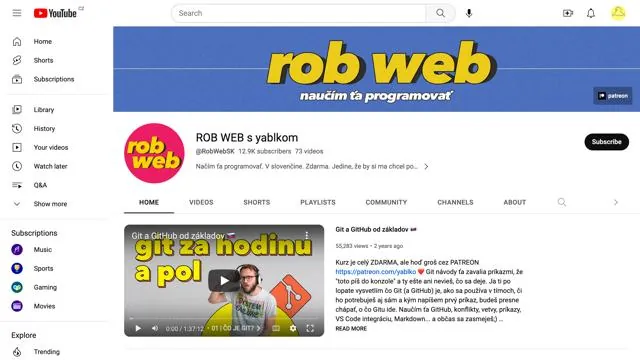 YouTube CZ
Search
Home
Shorts
Subscriptions
Library
History
Your videos
Watch later
Q&A
Show more
Subscriptions
Music
Sports
Gaming
Movies
Explore
Trending
rob web
naučím ťa programovať
patreon
rob
web
ROB WEB s yablkom
@RobWebSK 12.9K subscribers 73 videos
Načim ťa programovať. V slovenčine. Zdarma. Jedine, že by si ma chcel po...
Subscribe
HOME VIDEOS SHORTS PLAYLISTS COMMUNITY CHANNELS ABOUT
Git a GitHub od základov
git za hodinu
a pol
0:00 / 1:37:12 • 01 | ČO JE GIT?
Git a GitHub od základov
55,283 views • 2 years ago
Kurz je celý ZDARMA, ale hoď groš cez PATREON
https://patreon.com/yablko ❤️ Git návody ťa zavalia príkazmi, že
"toto píš do konzole" a ty ešte ani nevieš, čo sa deje. Ja ti po
lopate vysvetlím čo Git (a GitHub) je, ako sa používa v tímoch, či
ho potrebuješ aj sám a kým napíšem prvý príkaz, budeš presne
chápať, o čo Gitu ide. Naučím ťa GitHub, konflikty, vetvy, príkazy,
VS Code integráciu, Markdown... a občas sa zasmeješ;) ...
READ MORE